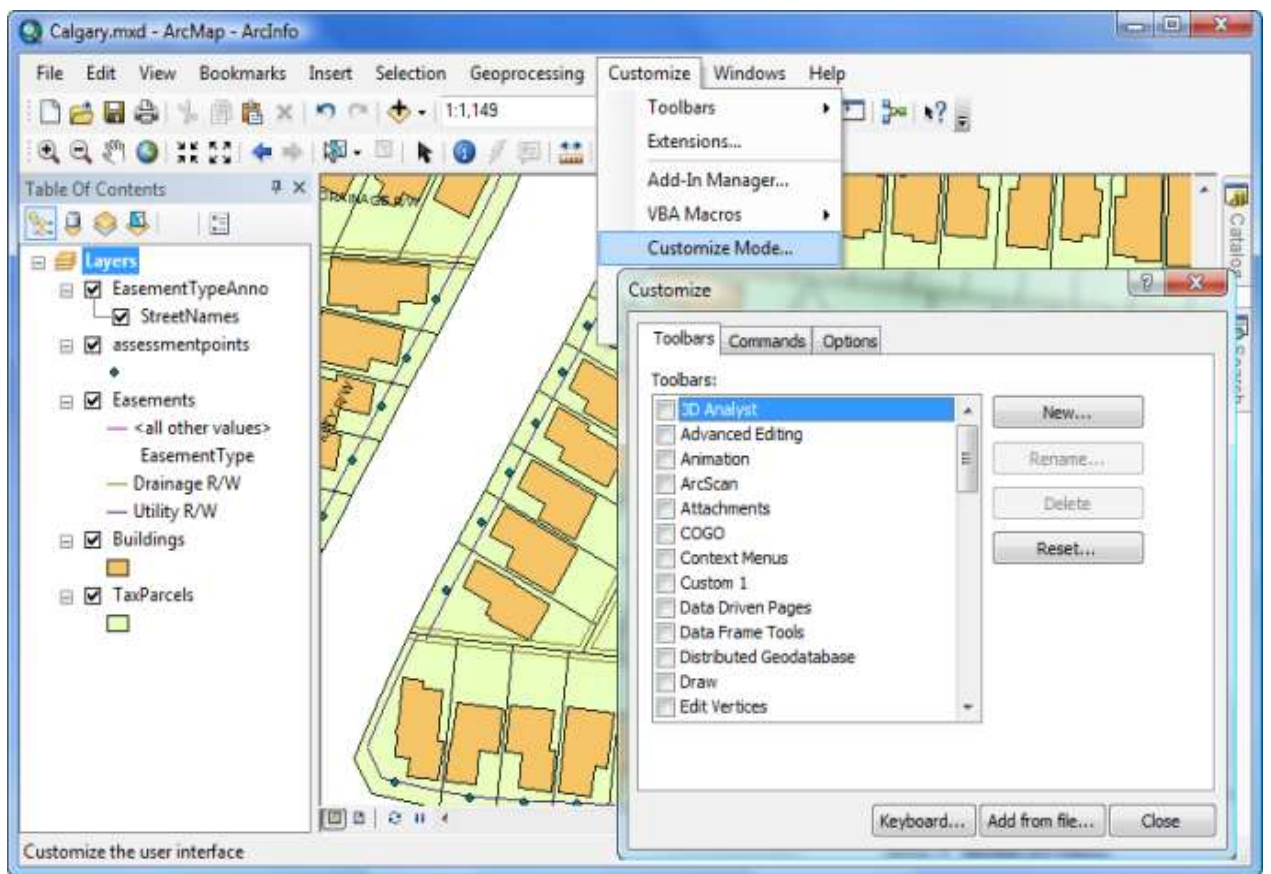 Calgary.mxd - ArcMap - ArcInfo
File Edit View Bookmarks Insert Selection Geoprocessing Customize Windows Help
1:1,149
Toolbars
Extensions...
Add-In Manager...
VBA Macros
Customize Mode...
Table Of Contents
Layers
EasementTypeAnno
StreetNames
assessmentpoints
Easements
<all other values>
EasementType
Drainage R/W
Utility R/W
Buildings
TaxParcels
DRAINAGE R/W
R/W
Catalog
Search
Customize
Toolbars Commands Options
Toolbars:
3D Analyst
Advanced Editing
Animation
ArcScan
Attachments
COGO
Context Menus
Custom 1
Data Driven Pages
Data Frame Tools
Distributed Geodatabase
Draw
Edit Vertices
New...
Rename...
Delete
Reset...
Keyboard... Add from file... Close
Customize the user interface